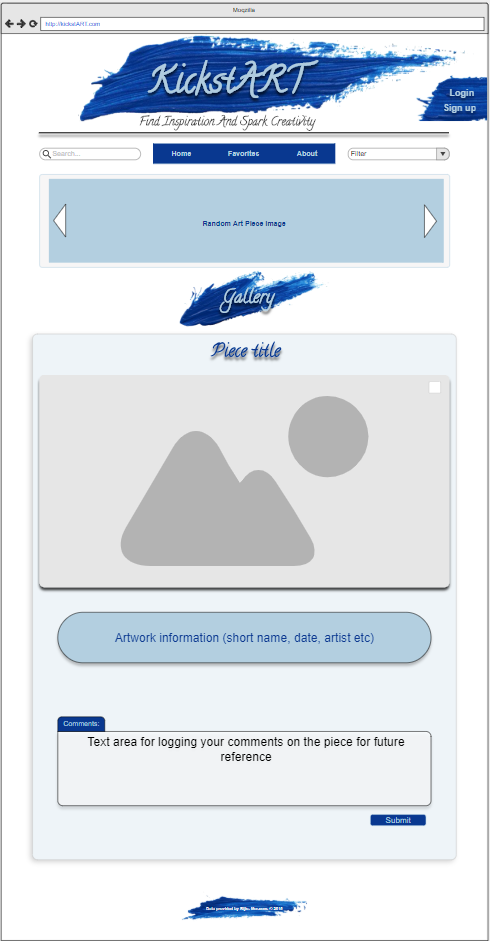 Mogzilla
http://kickstART.com
KickstART
Login
Sign up
Find Inspiration And Spark Creativity
Search...
Home
Favorites
About
Filter
Random Art Piece Image
Gallery
Piece title
Artwork information (short name, date, artist etc)
Comments:
Text area for logging your comments on the piece for future
reference
Submit
Data provided by Rijks Museum © 2018